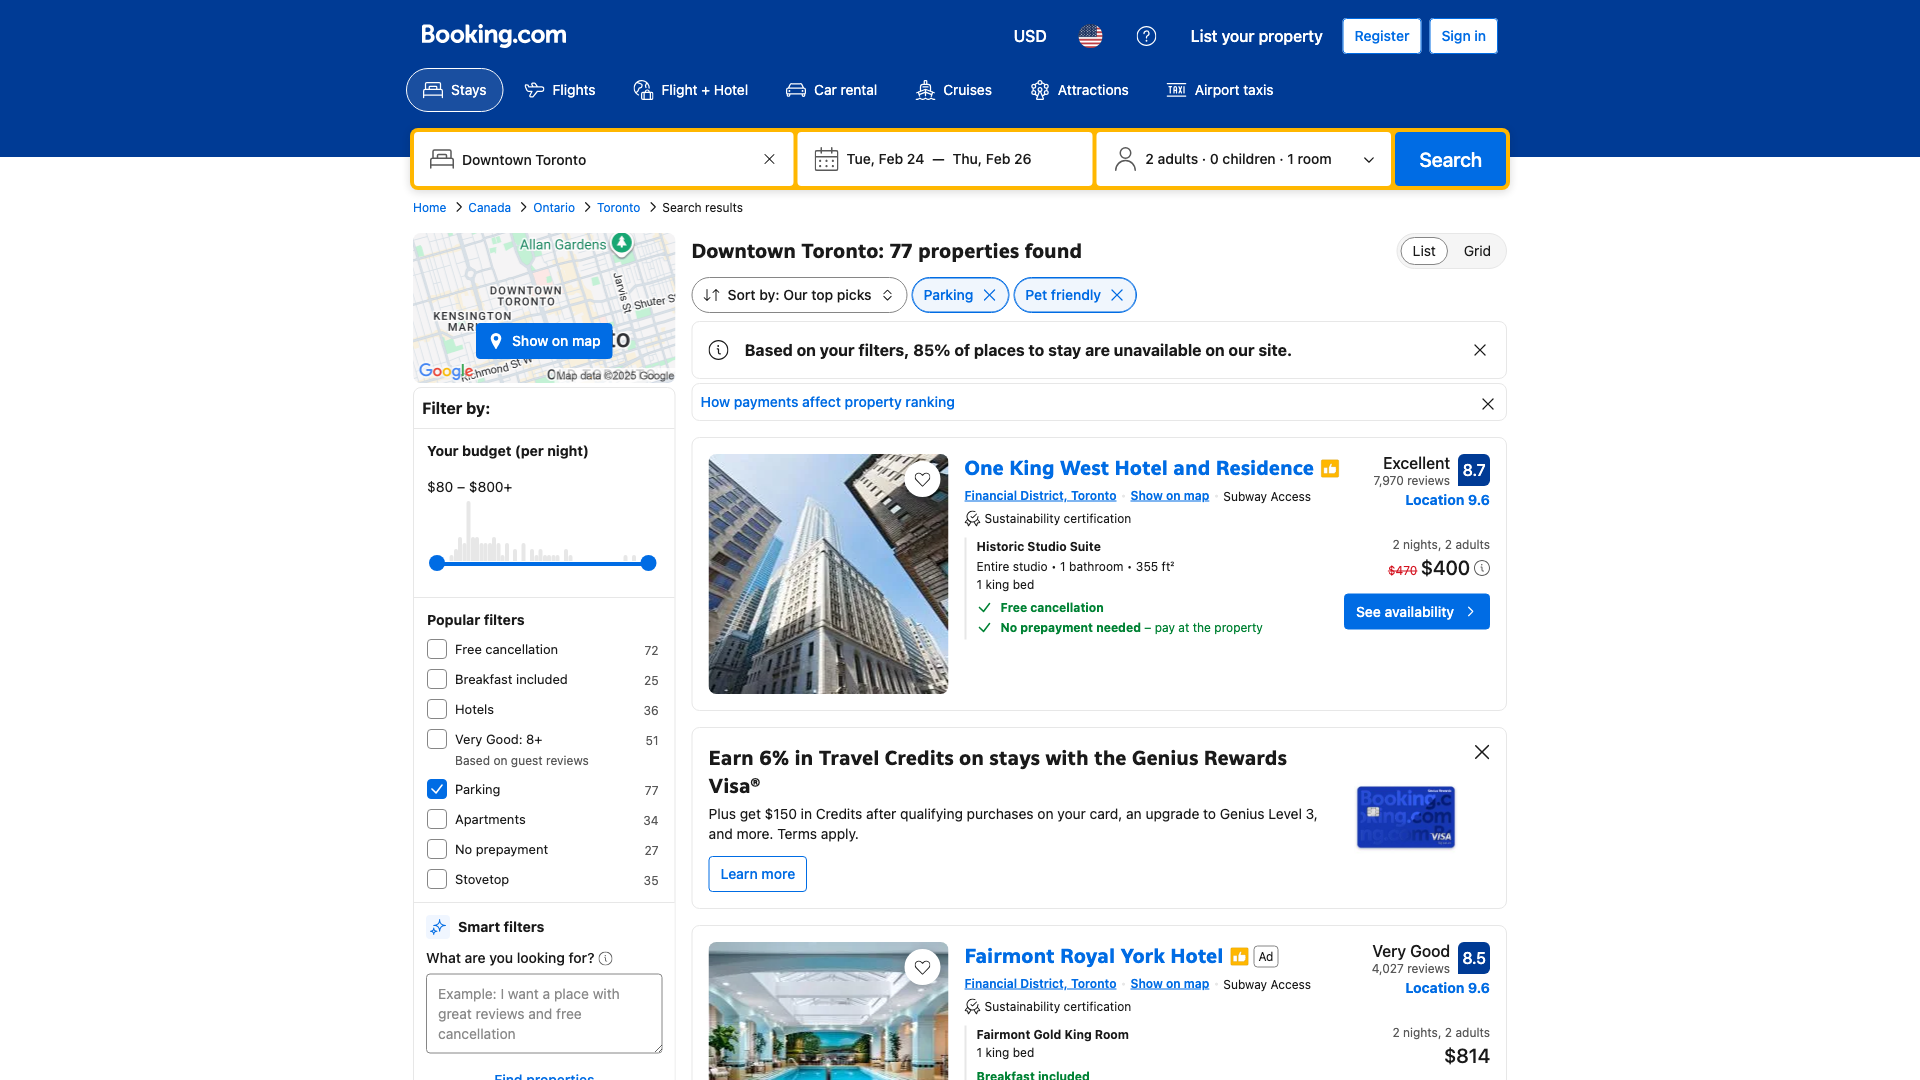 Booking.com
USD
List your property
Register
Sign in
Stays
Flights
Flight + Hotel
Car rental
Cruises
Attractions
TAXI
Airport taxis
Downtown Toronto
Tue, Feb 24 — Thu, Feb 26
2 adults · 0 children · 1 room
Search
Home
Canada
Ontario
Toronto
Search results
Allan Gardens
Jarvis St
Shuter S
DOWNTOWN
TORONTO
KENSINGTON
MAR
TO
Show on map
Google
Richmond St W
Map data ©2025 Google
Filter by:
Your budget (per night)
$80 – $800+
Popular filters
Free cancellation 72
Breakfast included 25
Hotels 36
Very Good: 8+ 51
Based on guest reviews
Parking 77
Apartments 34
No prepayment 27
Stovetop 35
Smart filters
What are you looking for?
Example: I want a place with
great reviews and free
cancellation
Find properties
Downtown Toronto: 77 properties found
List
Grid
Sort by: Our top picks
Parking
Pet friendly
Based on your filters, 85% of places to stay are unavailable on our site.
How payments affect property ranking
One King West Hotel and Residence
Financial District, Toronto
Show on map
Subway Access
Sustainability certification
Historic Studio Suite
Entire studio • 1 bathroom • 355 ft²
1 king bed
Free cancellation
No prepayment needed – pay at the property
Excellent
7,970 reviews
8.7
Location 9.6
2 nights, 2 adults
$470 $400
See availability
Earn 6% in Travel Credits on stays with the Genius Rewards
Visa®
Plus get $150 in Credits after qualifying purchases on your card, an upgrade to Genius Level 3,
and more. Terms apply.
Learn more
Booking.c
VISA
Fairmont Royal York Hotel
Ad
Financial District, Toronto
Show on map
Subway Access
Sustainability certification
Fairmont Gold King Room
1 king bed
Breakfast included
Very Good
4,027 reviews
8.5
Location 9.6
2 nights, 2 adults
$814